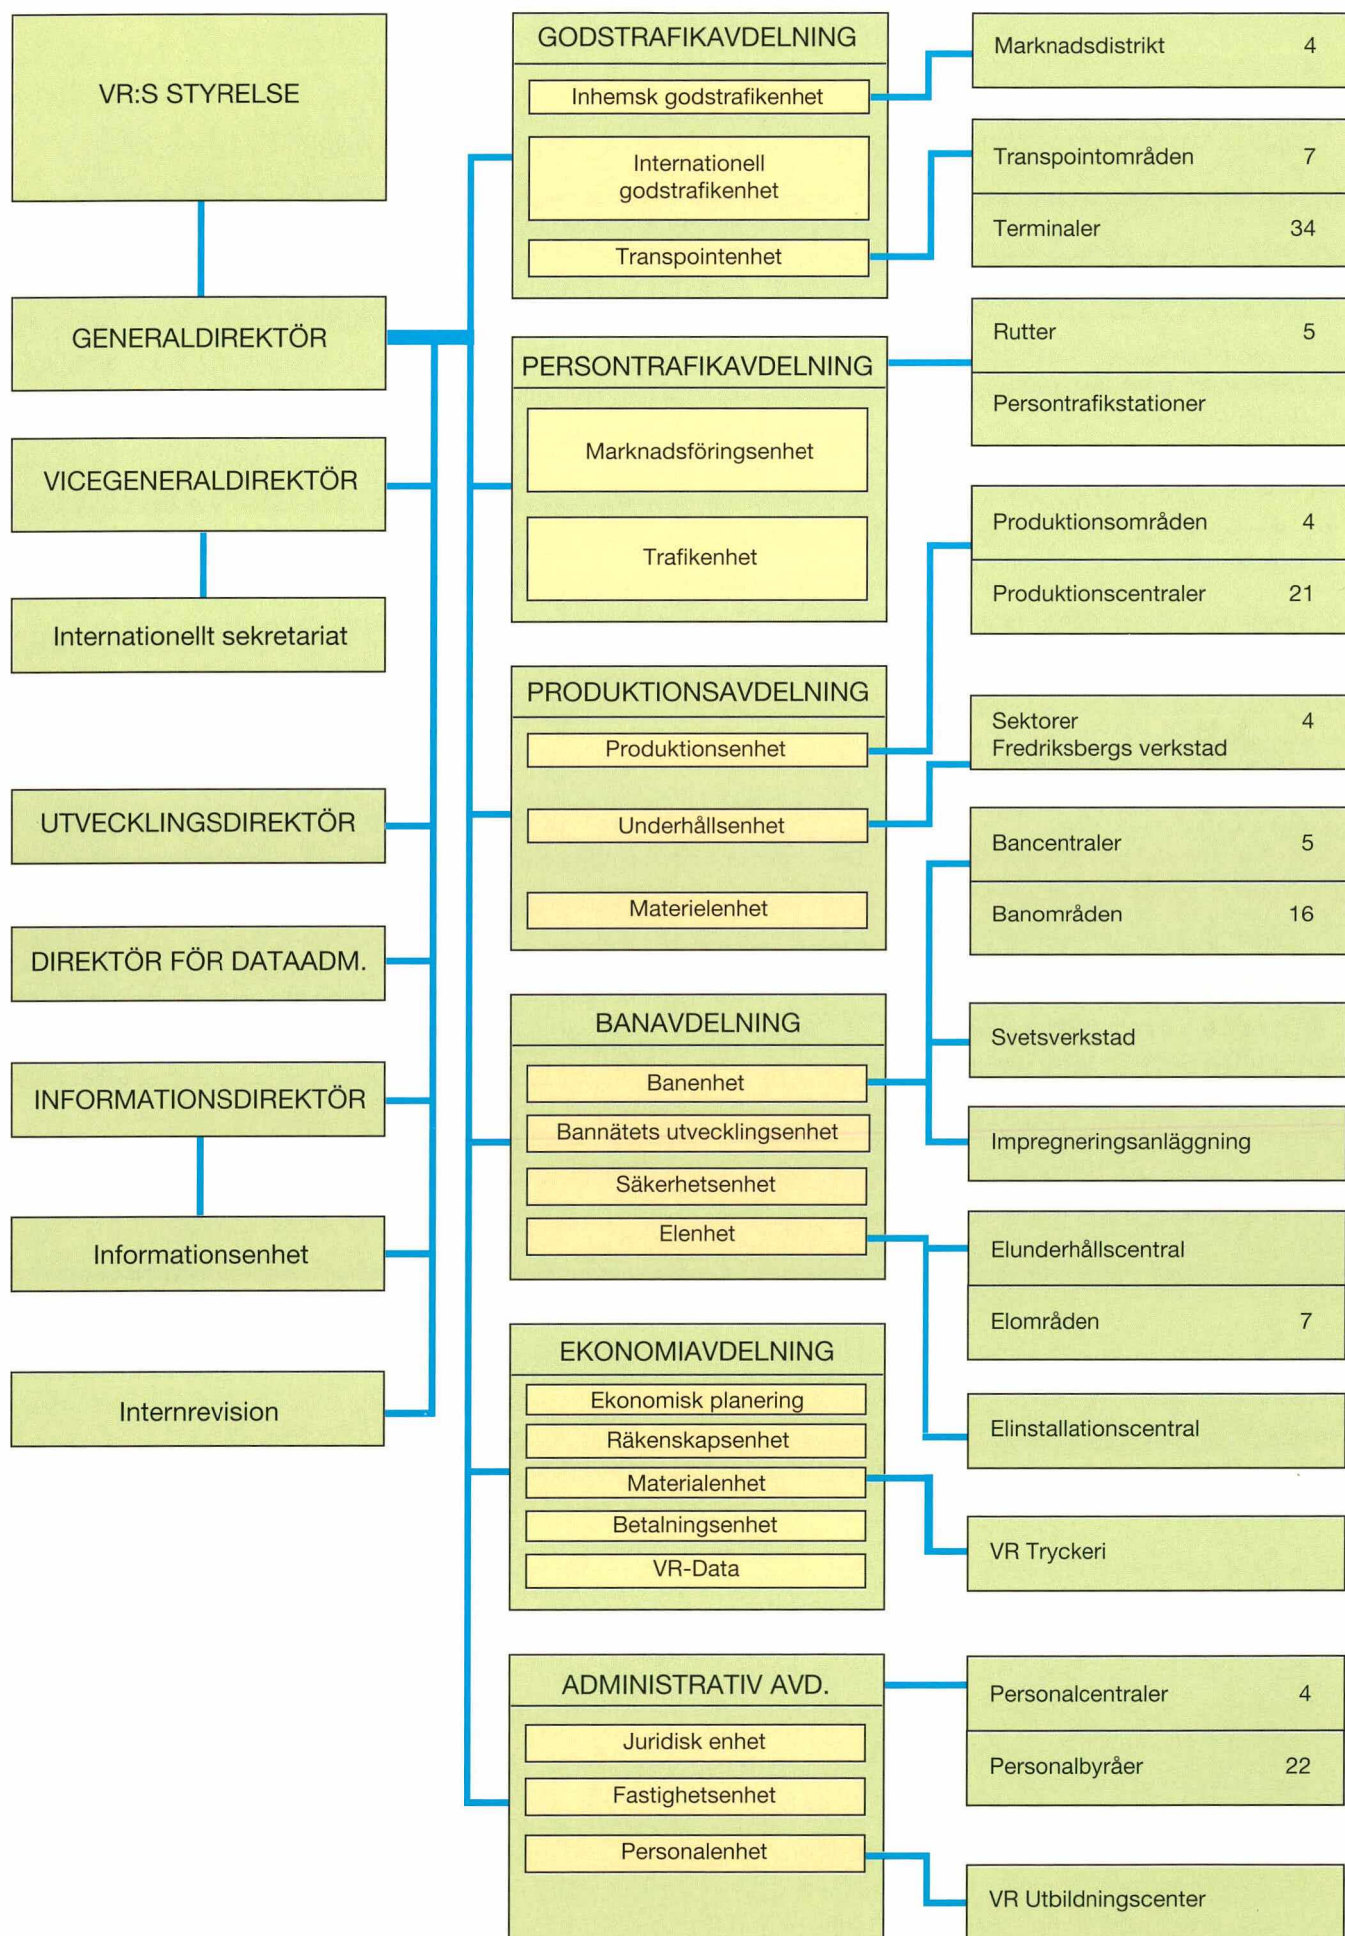 VR:S STYRELSE
GENERALDIREKTÖR
VICEGENERALDIREKTÖR
Internationellt sekretariat
UTVECKLINGSDIREKTÖR
DIREKTÖR FÖR DATAADM.
INFORMATIONSDIREKTÖR
Informationsenhet
Internrevision
GODSTRAFIKAVDELNING
Inhemsk godstrafikenhet
Internationell
godstrafikenhet
Transpointenhet
PERSONTRAFIKAVDELNING
Marknadsföringsenhet
Trafikenhet
PRODUKTIONSAVDELNING
Produktionsenhet
Underhållsenhet
Materielenhet
BANAVDELNING
Banenhet
Bannätets utvecklingsenhet
Säkerhetsenhet
Elenhet
EKONOMIAVDELNING
Ekonomisk planering
Räkenskapsenhet
Materialenhet
Betalningsenhet
VR-Data
ADMINISTRATIV AVD.
Juridisk enhet
Fastighetsenhet
Personalenhet
Marknadsdistrikt 4
Transpointområden 7
Terminaler 34
Rutter 5
Persontrafikstationer
Produktionsområden 4
Produktionscentraler 21
Sektorer 4
Fredriksbergs verkstad
Bancentraler 5
Banområden 16
Svetsverkstad
Impregneringsanläggning
Elunderhållscentral
Elområden 7
Elinstallationscentral
VR Tryckeri
Personalcentraler 4
Personalbyråer 22
VR Utbildningscenter